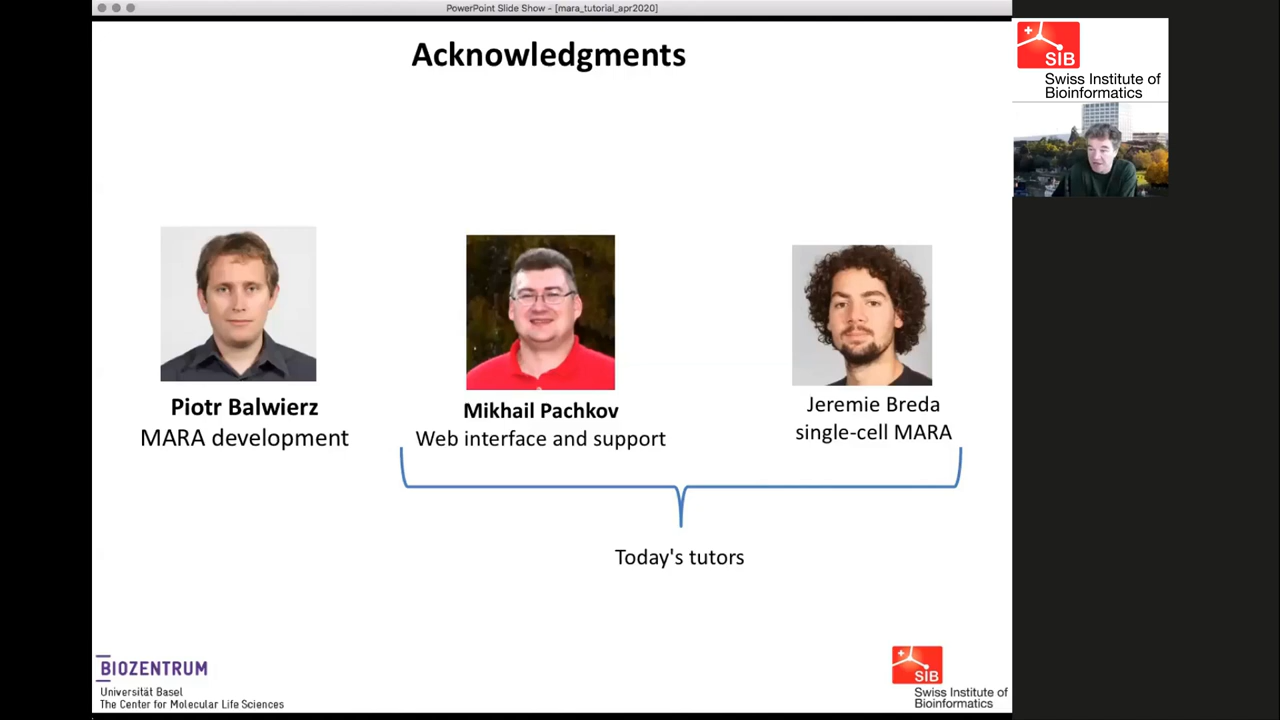 PowerPoint Slide Show - [mara_tutorial_apr2020]
Acknowledgments
SIB
Swiss Institute of
Bioinformatics
Piotr Balwierz
MARA development
Mikhail Pachkov
Web interface and support
Jeremie Breda
single-cell MARA
Today's tutors
BIOZENTRUM
Universität Basel
The Center for Molecular Life Sciences
SIB
Swiss Institute of
Bioinformatics